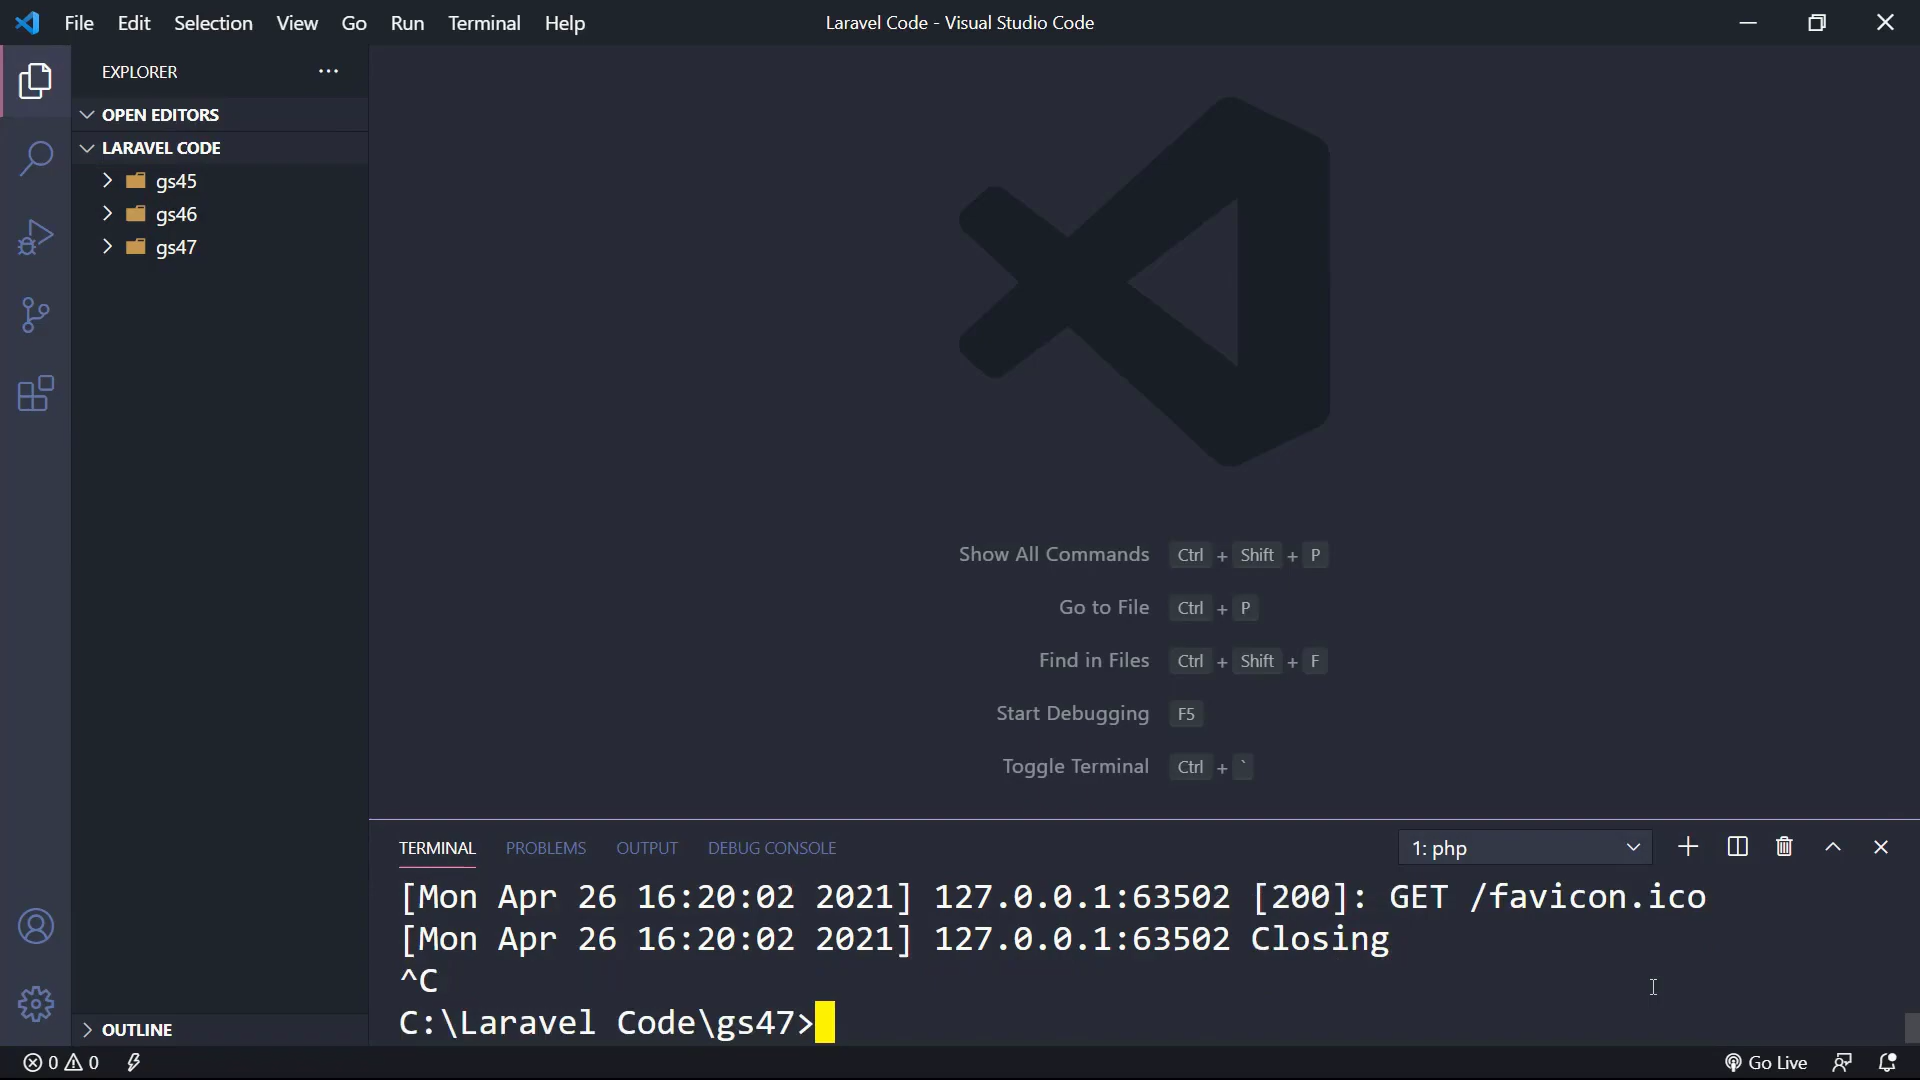 File Edit Selection View Go Run Terminal Help
Laravel Code - Visual Studio Code
EXPLORER
OPEN EDITORS
LARAVEL CODE
gs45
gs46
gs47
Show All Commands Ctrl + Shift + P
Go to File Ctrl + P
Find in Files Ctrl + Shift + F
Start Debugging F5
Toggle Terminal Ctrl + `
TERMINAL PROBLEMS OUTPUT DEBUG CONSOLE
1: php
[Mon Apr 26 16:20:02 2021] 127.0.0.1:63502 [200]: GET /favicon.ico
[Mon Apr 26 16:20:02 2021] 127.0.0.1:63502 Closing
^C
C:\Laravel Code\gs47>
OUTLINE
0 0
Go Live